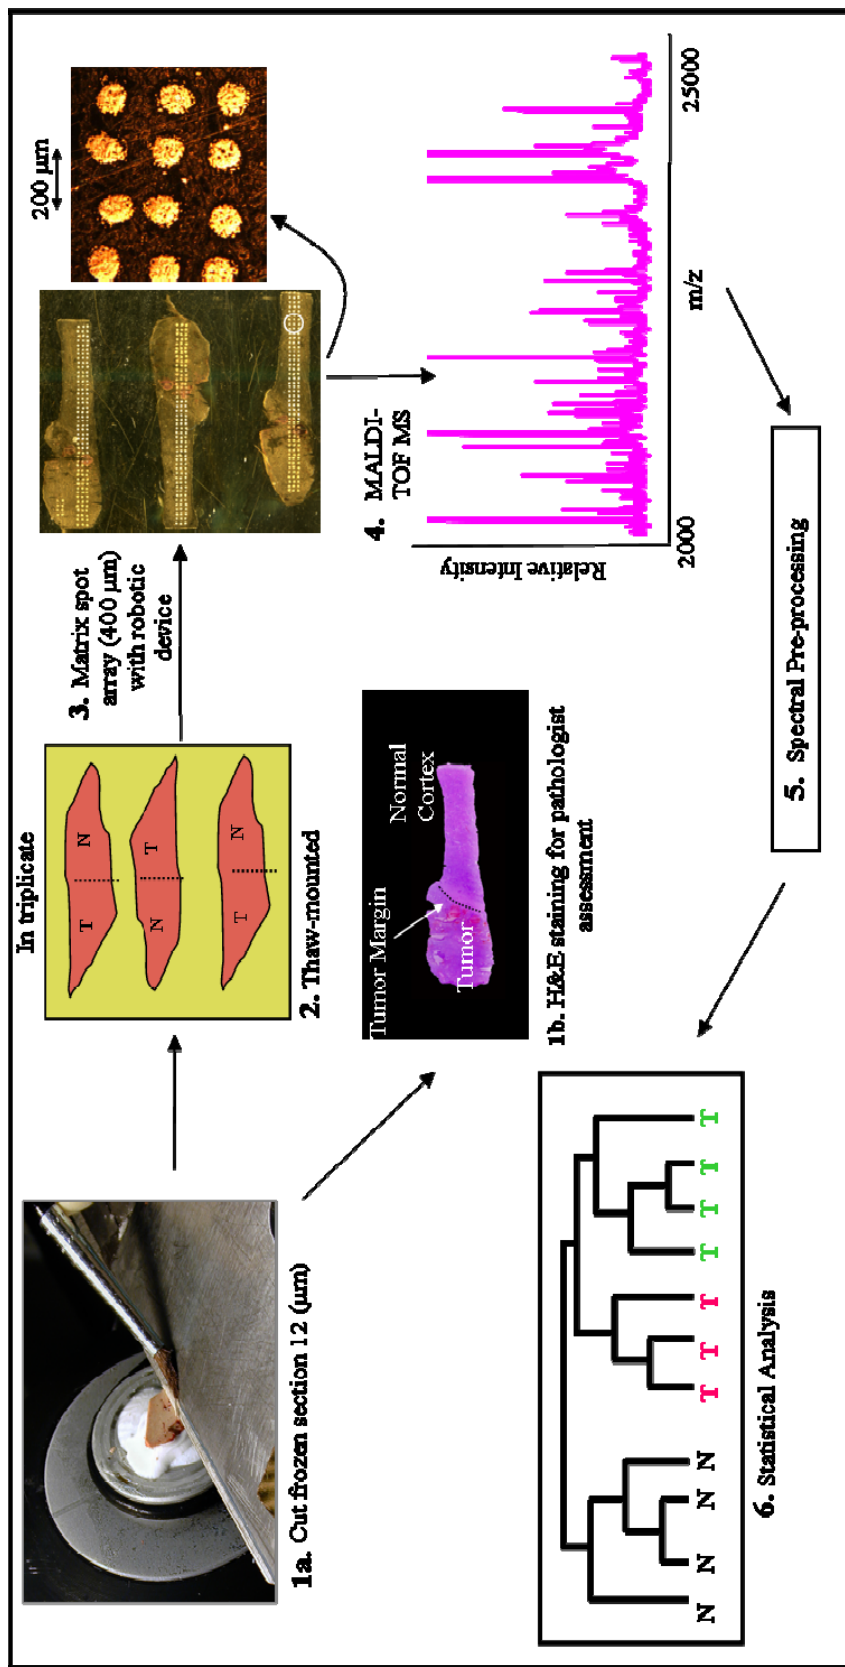 1a. Cut frozen section 12 (µm)
In triplicate
T
N
N
T
T
N
2. Thaw-mounted
3. Matrix spot
array (400 µm)
with robotic
device
200 µm
1b. H&E staining for pathologist
assessment
Tumor Margin
Normal
Cortex
Tumor
4. MALDI-
TOF MS
Relative Intensity
2000
m/z
25000
5. Spectral Pre-processing
N N N N T T T T T T T
6. Statistical Analysis